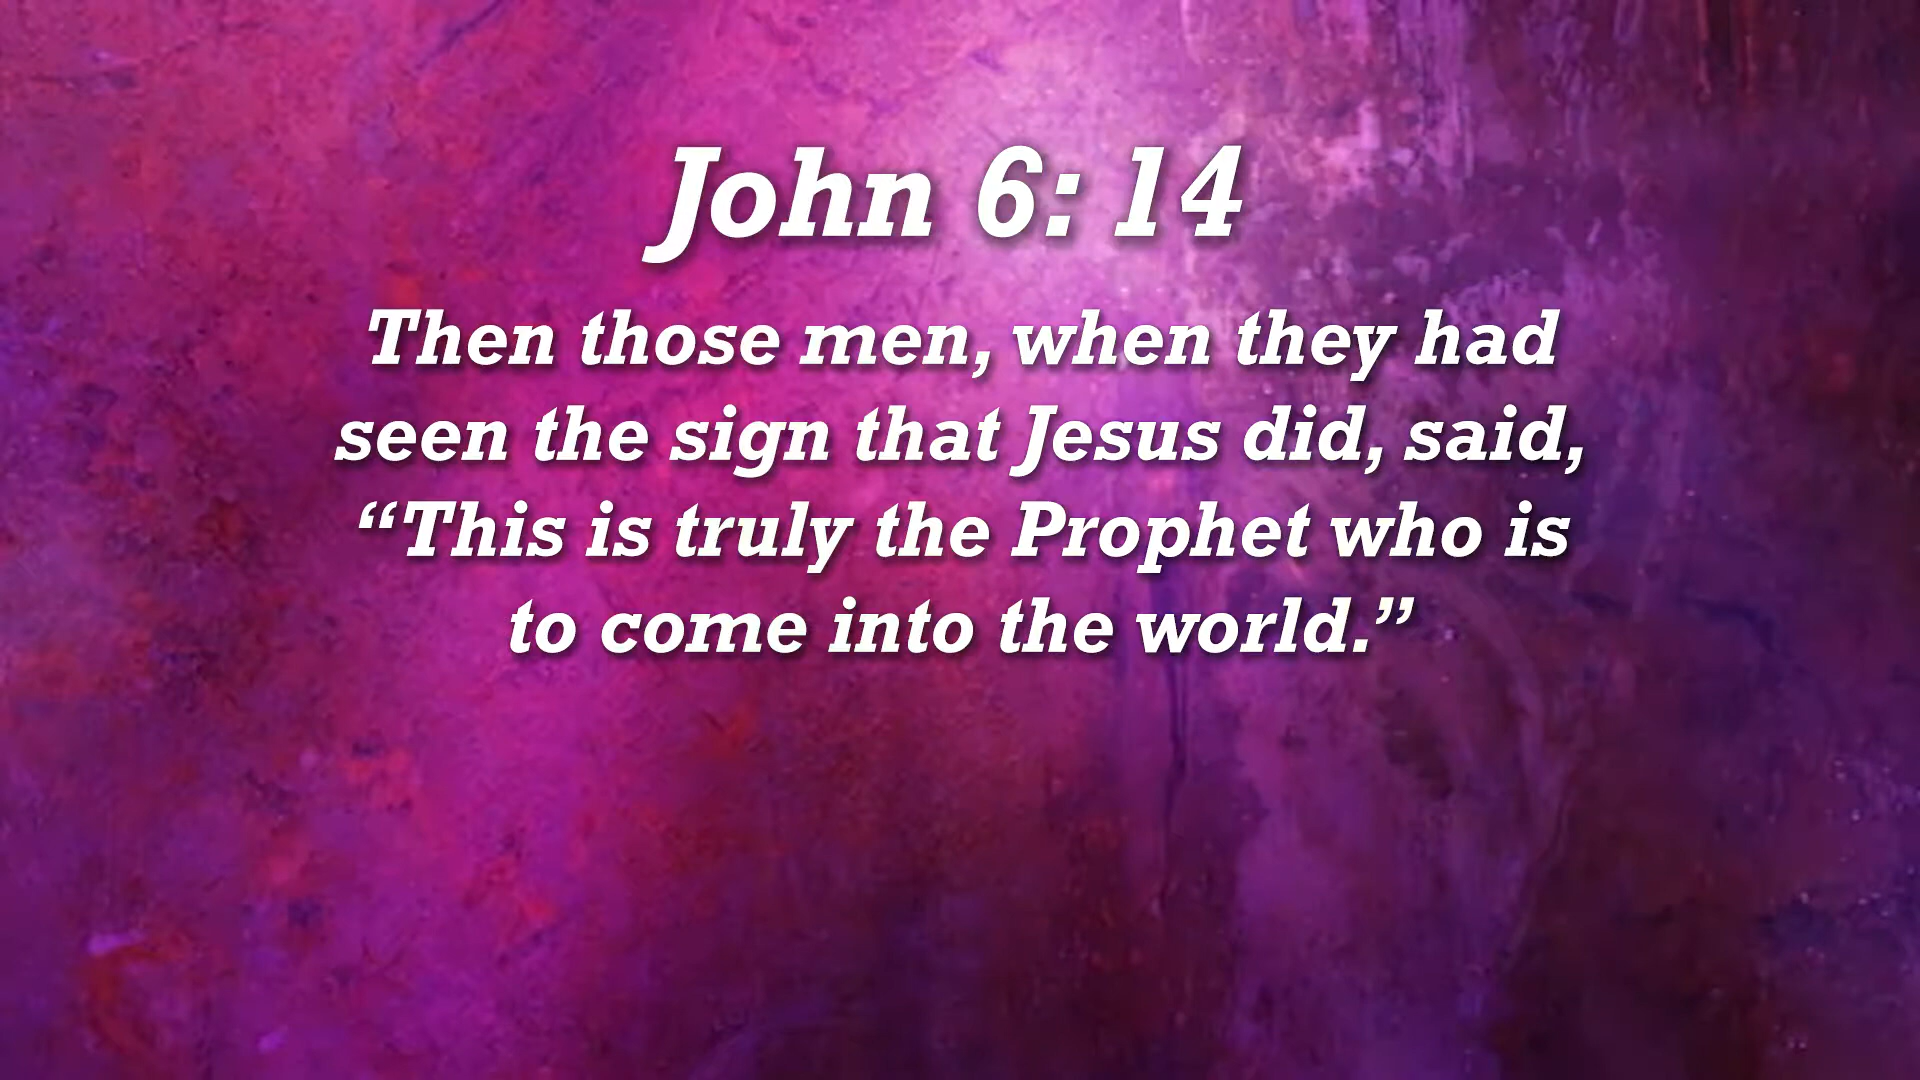 John 6: 14
Then those men, when they had
seen the sign that Jesus did, said,
“This is truly the Prophet who is
to come into the world.”